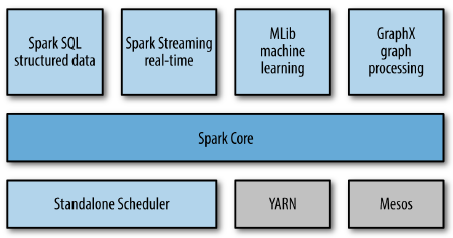 Spark SQL
structured data
Spark Streaming
real-time
MLib
machine
learning
GraphX
graph
processing
Spark Core
Standalone Scheduler
YARN
Mesos